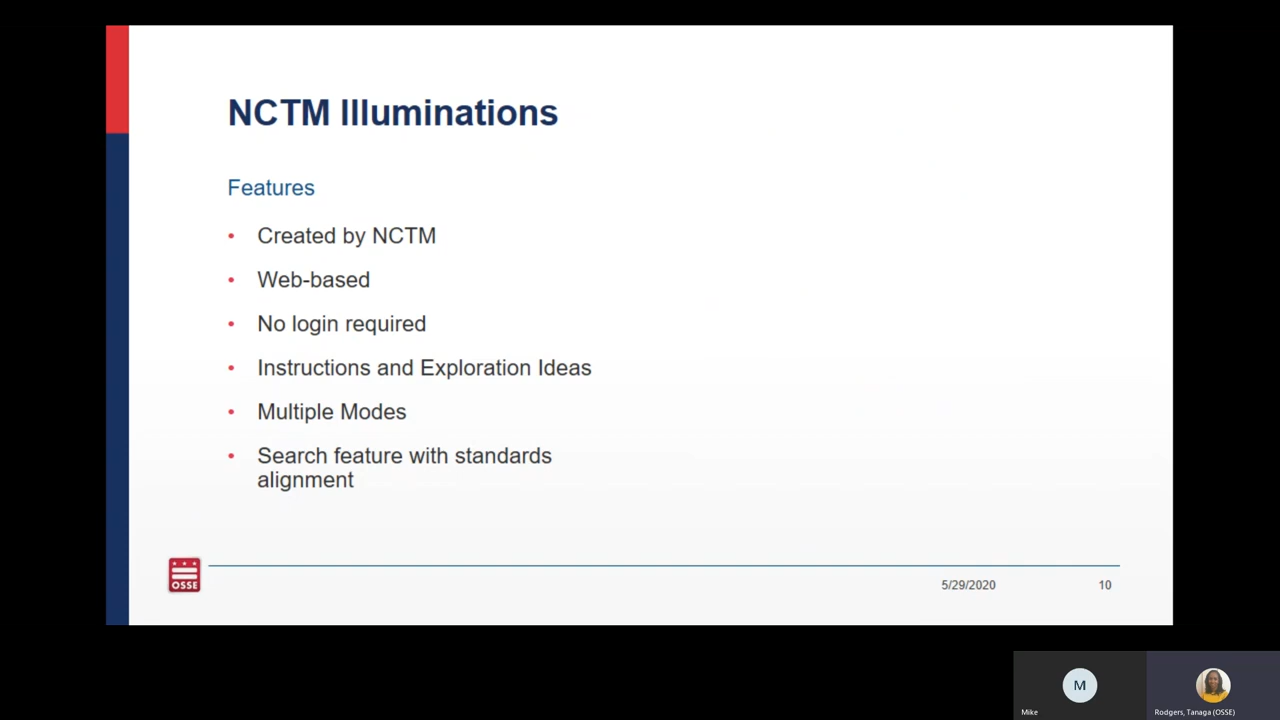 NCTM Illuminations
Features
• Created by NCTM
• Web-based
• No login required
• Instructions and Exploration Ideas
• Multiple Modes
• Search feature with standards
alignment
OSSE
5/29/2020
10
M
Mike
Rodgers, Tanaga (OSSE)